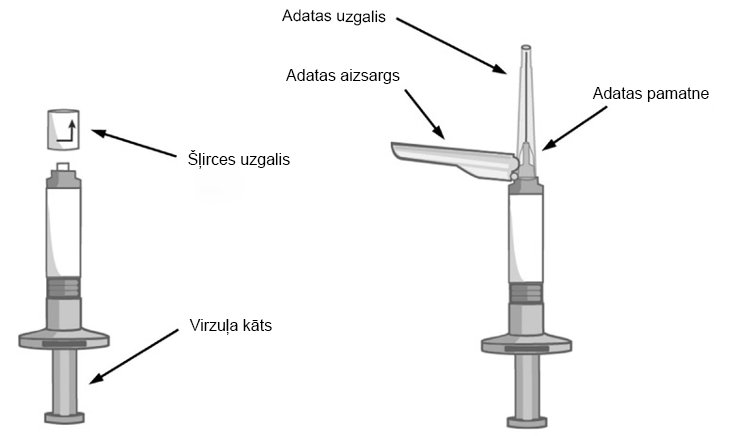 Adatas uzgalis
Adatas aizsargs
Adatas pamatne
Šļirces uzgalis
Virzuļa kāts